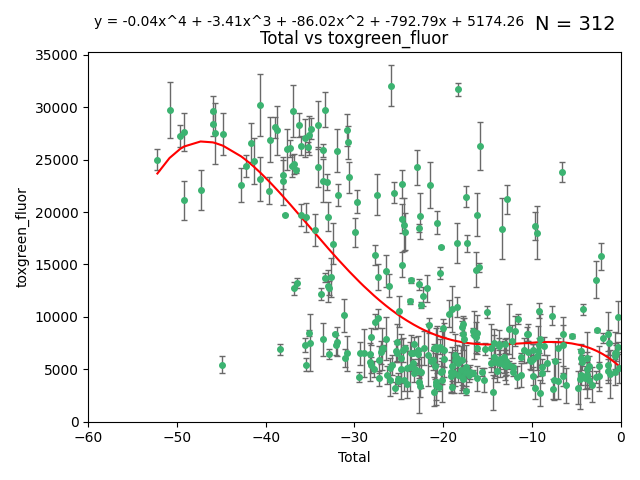 y = -0.04x^4 + -3.41x^3 + -86.02x^2 + -792.79x + 5174.26 N = 312
Total vs toxgreen_fluor
35000
30000
25000
20000
15000
10000
5000
0
toxgreen_fluor
−60 −50 −40 −30 −20 −10 0
Total